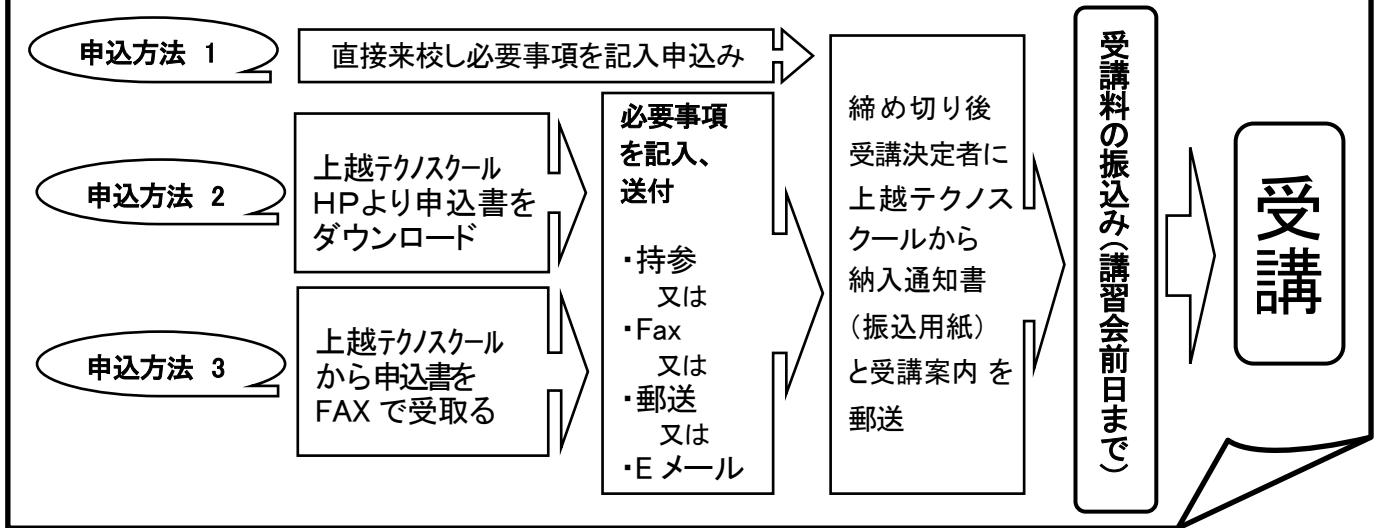 申込方法 1
直接来校し必要事項を記入申込み
申込方法 2
上越ﾃｸﾉｽｸｰﾙ
HPより申込書を
ダウンロード
申込方法 3
上越ﾃｸﾉｽｸｰﾙ
から申込書を
FAX で受取る
必要事項
を記入、
送付
・持参
又は
・Fax
又は
・郵送
又は
・E メール
締め切り後
受講決定者に
上越テクノス
クールから
納入通知書
（振込用紙）
と受講案内 を
郵送
受講料の振込み（講習会前日まで）
受講